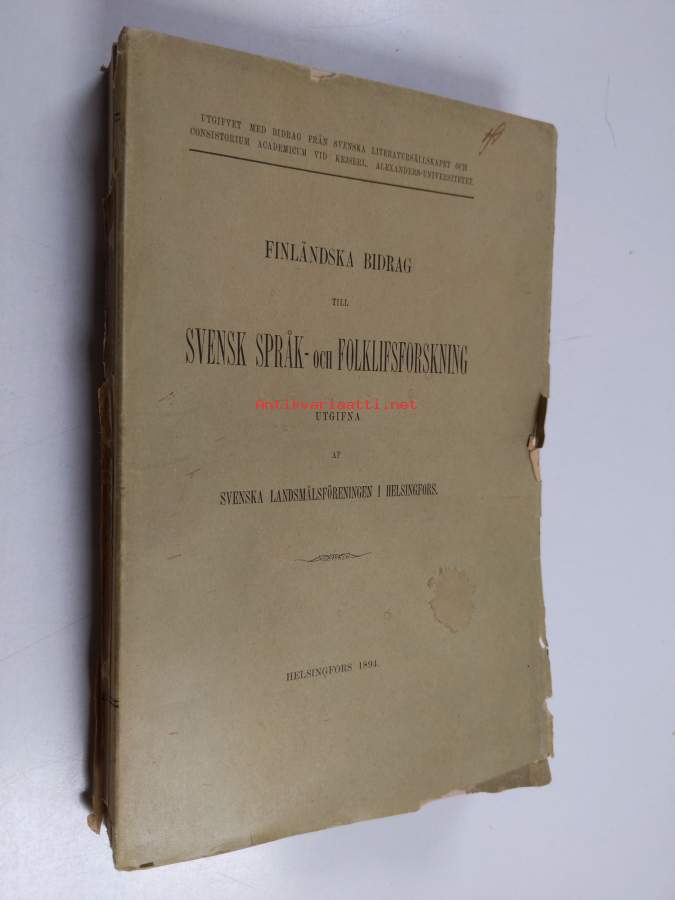 UTGIFVET MED BIDRAG FRÅN SVENSKA LITERATURSÄLLSKAPET OCH
CONSISTORIUM ACADEMICUM VID KEJSERL. ALEXANDERS-UNIVERSITETET.
FINLÄNDSKA BIDRAG
TILL
SVENSK SPRÅK- OCH FOLKLIFSFORSKNING
Antikvariaatti.net
UTGIFNA
AF
SVENSKA LANDSMÅLSFÖRENINGEN I HELSINGFORS.
HELSINGFORS 1894.